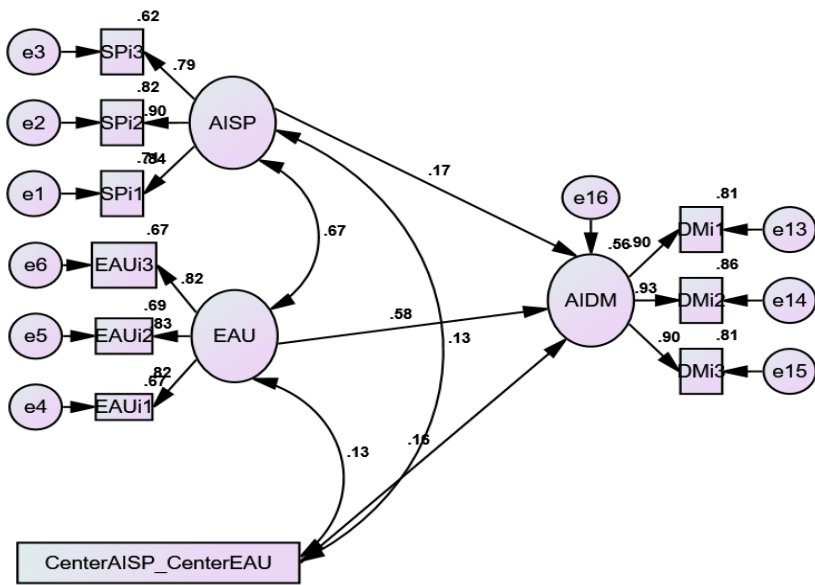 .62
e3
SPi3
.79
.82
e2
SPi2
.90
AISP
e1
SPi1
.84
.17
.67
e6
EAUi3
.82
.67
e16
.81
.56
.90
DMi1
e13
.69
e5
EAUi2
.83
EAU
.58
AIDM
.86
.93
DMi2
e14
.13
.82
.67
e4
EAUi1
.90
.81
DMi3
e15
.13
.16
CenterAISP_CenterEAU